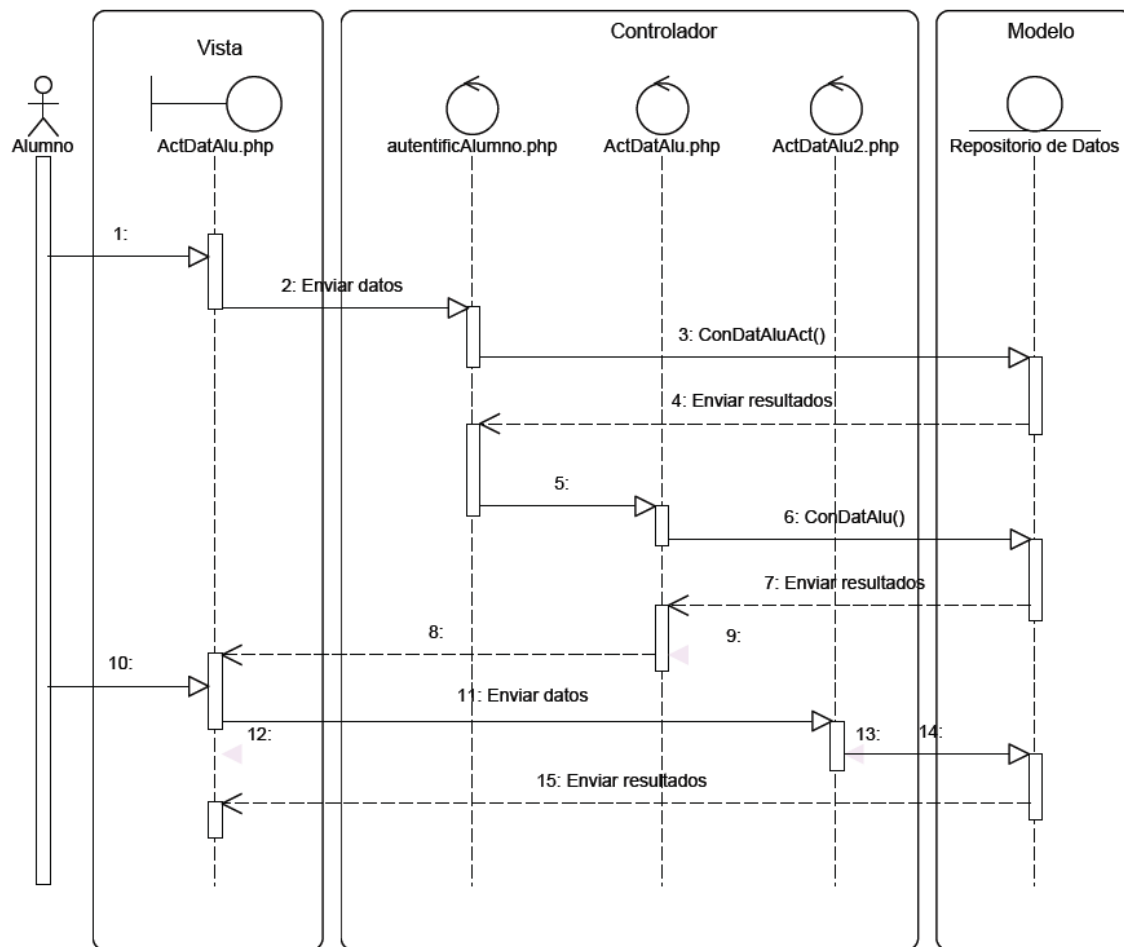 Vista
Controlador
Modelo
Alumno
ActDatAlu.php
autentificAlumno.php
ActDatAlu.php
ActDatAlu2.php
Repositorio de Datos
1:
2: Enviar datos
3: ConDatAluAct()
4: Enviar resultados
5:
6: ConDatAlu()
7: Enviar resultados
8:
9:
10:
11: Enviar datos
12:
13:
14:
15: Enviar resultados